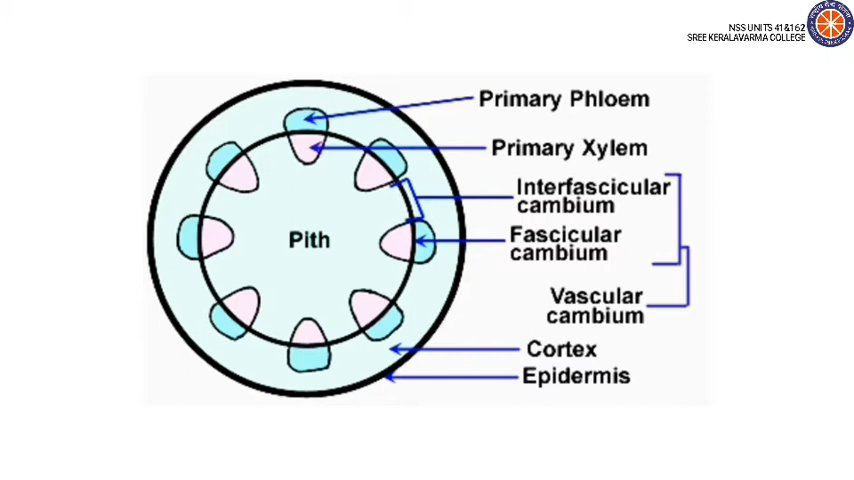 NSS UNITS 41&162
SREE KERALAVARMA COLLEGE
Primary Phloem
Primary Xylem
Interfascicular
cambium
Fascicular
cambium
Pith
Vascular
cambium
Cortex
Epidermis